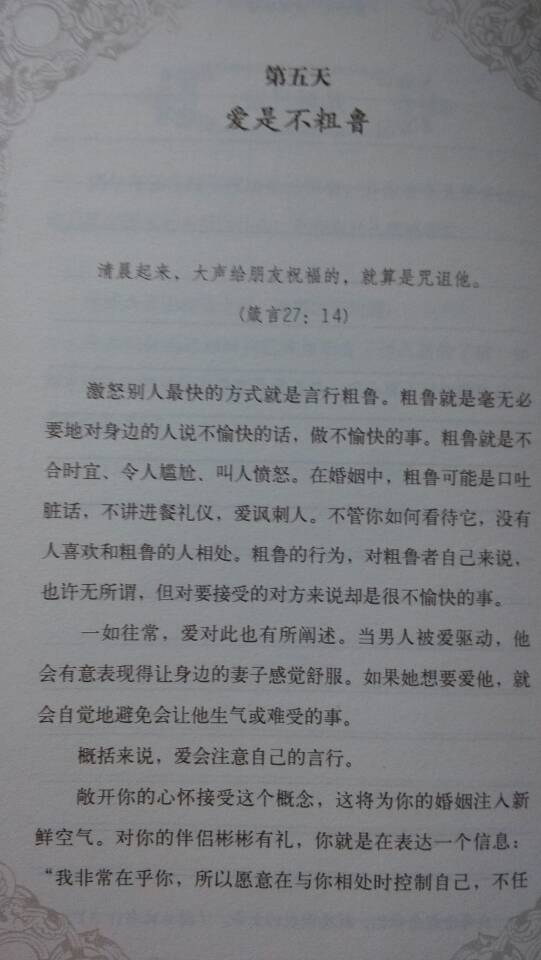 第五天
爱是不粗鲁
清晨起来、大声给朋友祝福的，就算是咒诅他。
(箴言27：14)
激怒别人最快的方式就是言行粗鲁。粗鲁就是毫无必
要地对身边的人说不愉快的话，做不愉快的事。粗鲁就是不
合时宜、令人尴尬、叫人愤怒。在婚姻中，粗鲁可能是口吐
脏话，不讲进餐礼仪，爱讽刺人。不管你如何看待它，没有
人喜欢和粗鲁的人相处。粗鲁的行为，对粗鲁者自己来说，
也许无所谓，但对要接受的对方来说却是很不愉快的事。
一如往常，爱对此也有所阐述。当男人被爱驱动，他
会有意表现得让身边的妻子感觉舒服。如果她想要爱他，就
会自觉地避免会让他生气或难受的事。
概括来说，爱会注意自己的言行。
敞开你的心怀接受这个概念，这将为你的婚姻注入新
鲜空气。对你的伴侣彬彬有礼，你就是在表达一个信息：
“我非常在乎你，所以愿意在与你相处时控制自己，不任